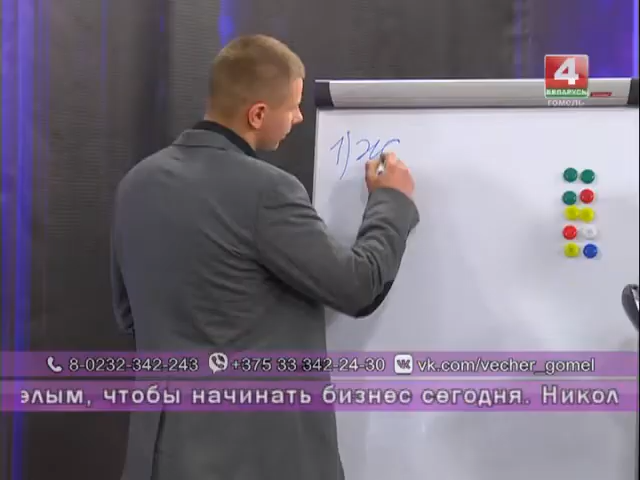 4
БЕЛАРУСЬ
ГОМЕЛЬ
1) Ж
8-0232-342-243 +375 33 342-24-30 vk.com/vecher_gomel
элым, чтобы начинать бизнес сегодня. Никол